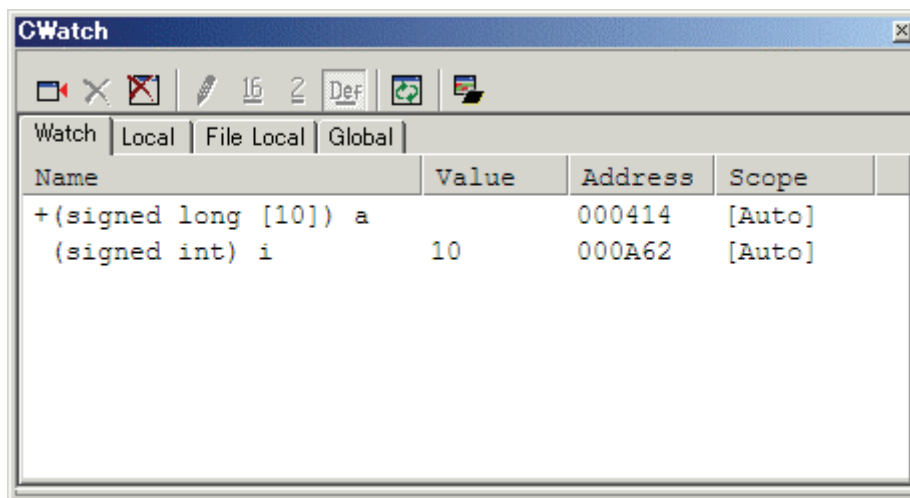 CWatch
16 2 Def
Watch Local File Local Global
Name Value Address Scope
+(signed long [10]) a 000414 [Auto]
(signed int) i 10 000A62 [Auto]